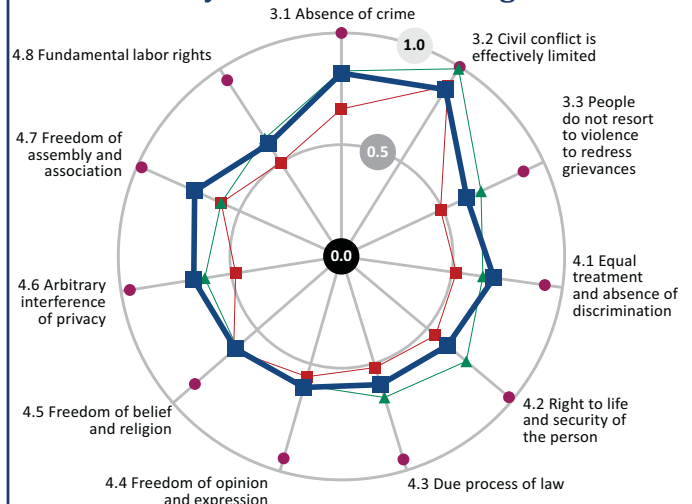 3.1 Absence of crime
1.0
3.2 Civil conflict is
effectively limited
4.8 Fundamental labor rights
3.3 People
do not resort
to violence
to redress
grievances
0.5
4.7 Freedom of
assembly and
association
0.0
4.1 Equal
treatment
and absence of
discrimination
4.6 Arbitrary
interference
of privacy
4.2 Right to life
and security of
the person
4.5 Freedom of belief
and religion
4.3 Due process of law
4.4 Freedom of opinion
and expression